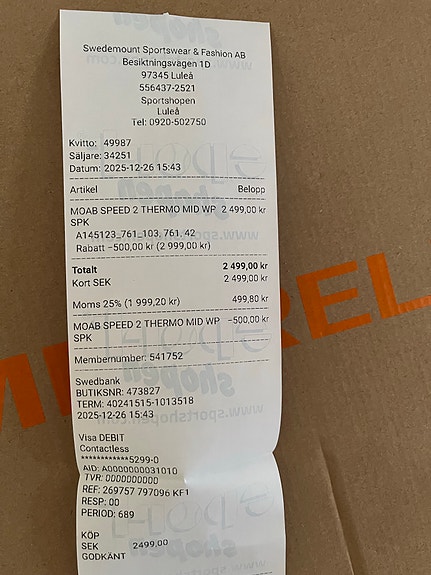 Swedemount Sportswear & Fashion AB
Besiktningsvägen 1D
97345 Luleå
556437-2521
Sportshopen
Luleå
Tel: 0920-502750
Kvitto: 49987
Säljare: 34251
Datum: 2025-12-26 15:43
Artikel Belopp
MOAB SPEED 2 THERMO MID WP 2 499,00 kr
SPK
A145123_761_103, 761, 42
Rabatt -500,00 kr (2 999,00 kr)
Totalt 2 499,00 kr
Kort SEK 2 499,00 kr
Moms 25% (1 999,20 kr) 499,80 kr
MOAB SPEED 2 THERMO MID WP -500,00 kr
SPK
Membernumber: 541752
Swedbank
BUTIKSNR: 473827
TERM: 40241515-1013518
2025-12-26 15:43
Visa DEBIT
Contactless
************5299-0
AID: A0000000031010
TVR: 0000000000
REF: 269757 797096 KF1
RESP: 00
PERIOD: 689
KÖP
SEK 2499.00
GODKÄNT